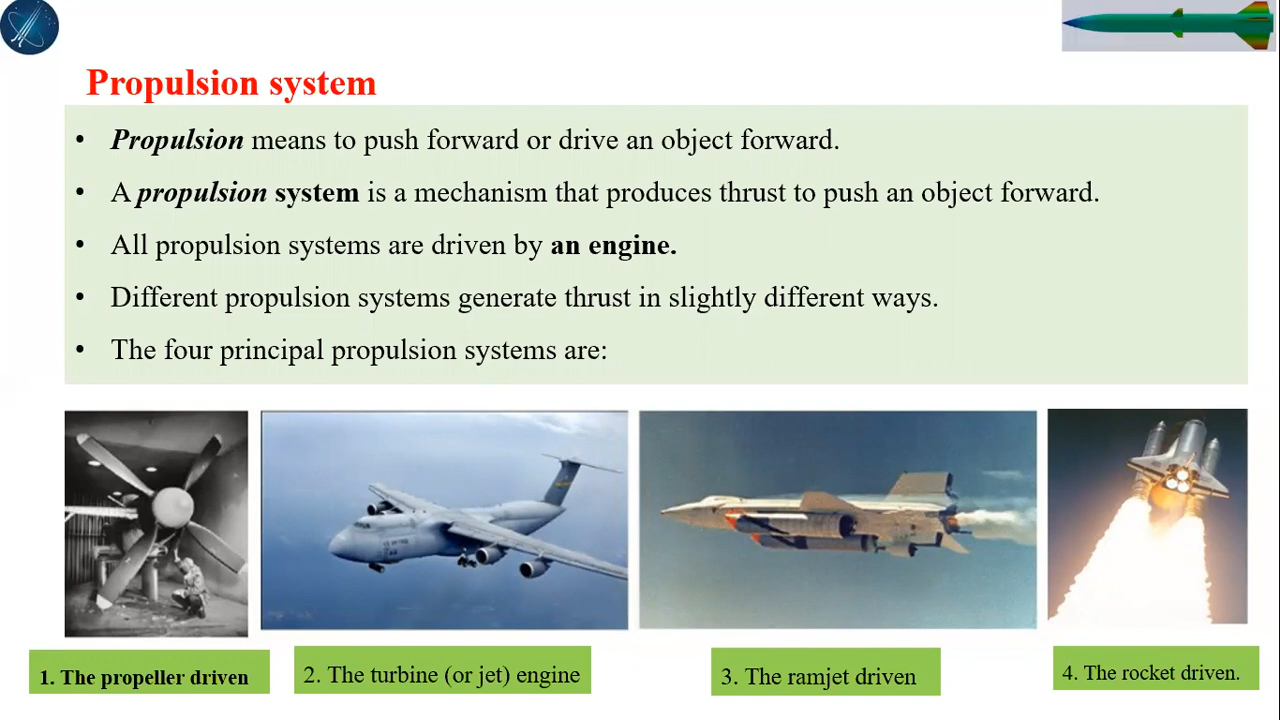 Propulsion system
• Propulsion means to push forward or drive an object forward.
• A propulsion system is a mechanism that produces thrust to push an object forward.
• All propulsion systems are driven by an engine.
• Different propulsion systems generate thrust in slightly different ways.
• The four principal propulsion systems are:
1. The propeller driven
2. The turbine (or jet) engine
3. The ramjet driven
4. The rocket driven.